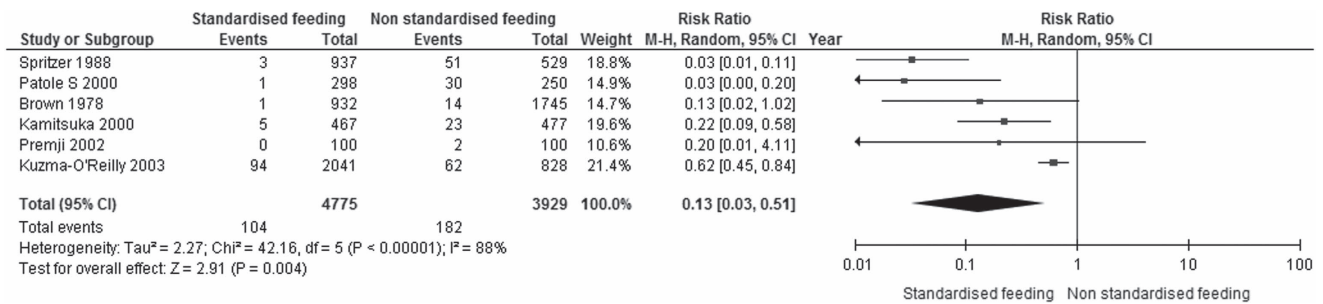 Standardised feeding Non standardised feeding Risk Ratio Risk Ratio
Study or Subgroup Events Total Events Total Weight M-H, Random, 95% CI Year M-H, Random, 95% CI
Spritzer 1988 3 937 51 529 18.8% 0.03 [0.01, 0.11]
Patole S 2000 1 298 30 250 14.9% 0.03 [0.00, 0.20]
Brown 1978 1 932 14 1745 14.7% 0.13 [0.02, 1.02]
Kamitsuka 2000 5 467 23 477 19.6% 0.22 [0.09, 0.58]
Premji 2002 0 100 2 100 10.6% 0.20 [0.01, 4.11]
Kuzma-O'Reilly 2003 94 2041 62 828 21.4% 0.62 [0.45, 0.84]
Total (95% CI) 4775 3929 100.0% 0.13 [0.03, 0.51]
Total events 104 182
Heterogeneity: Tau² = 2.27; Chi² = 42.16, df = 5 (P < 0.00001); I² = 88%
Test for overall effect: Z = 2.91 (P = 0.004)
0.01 0.1 1 10 100
Standardised feeding Non standardised feeding